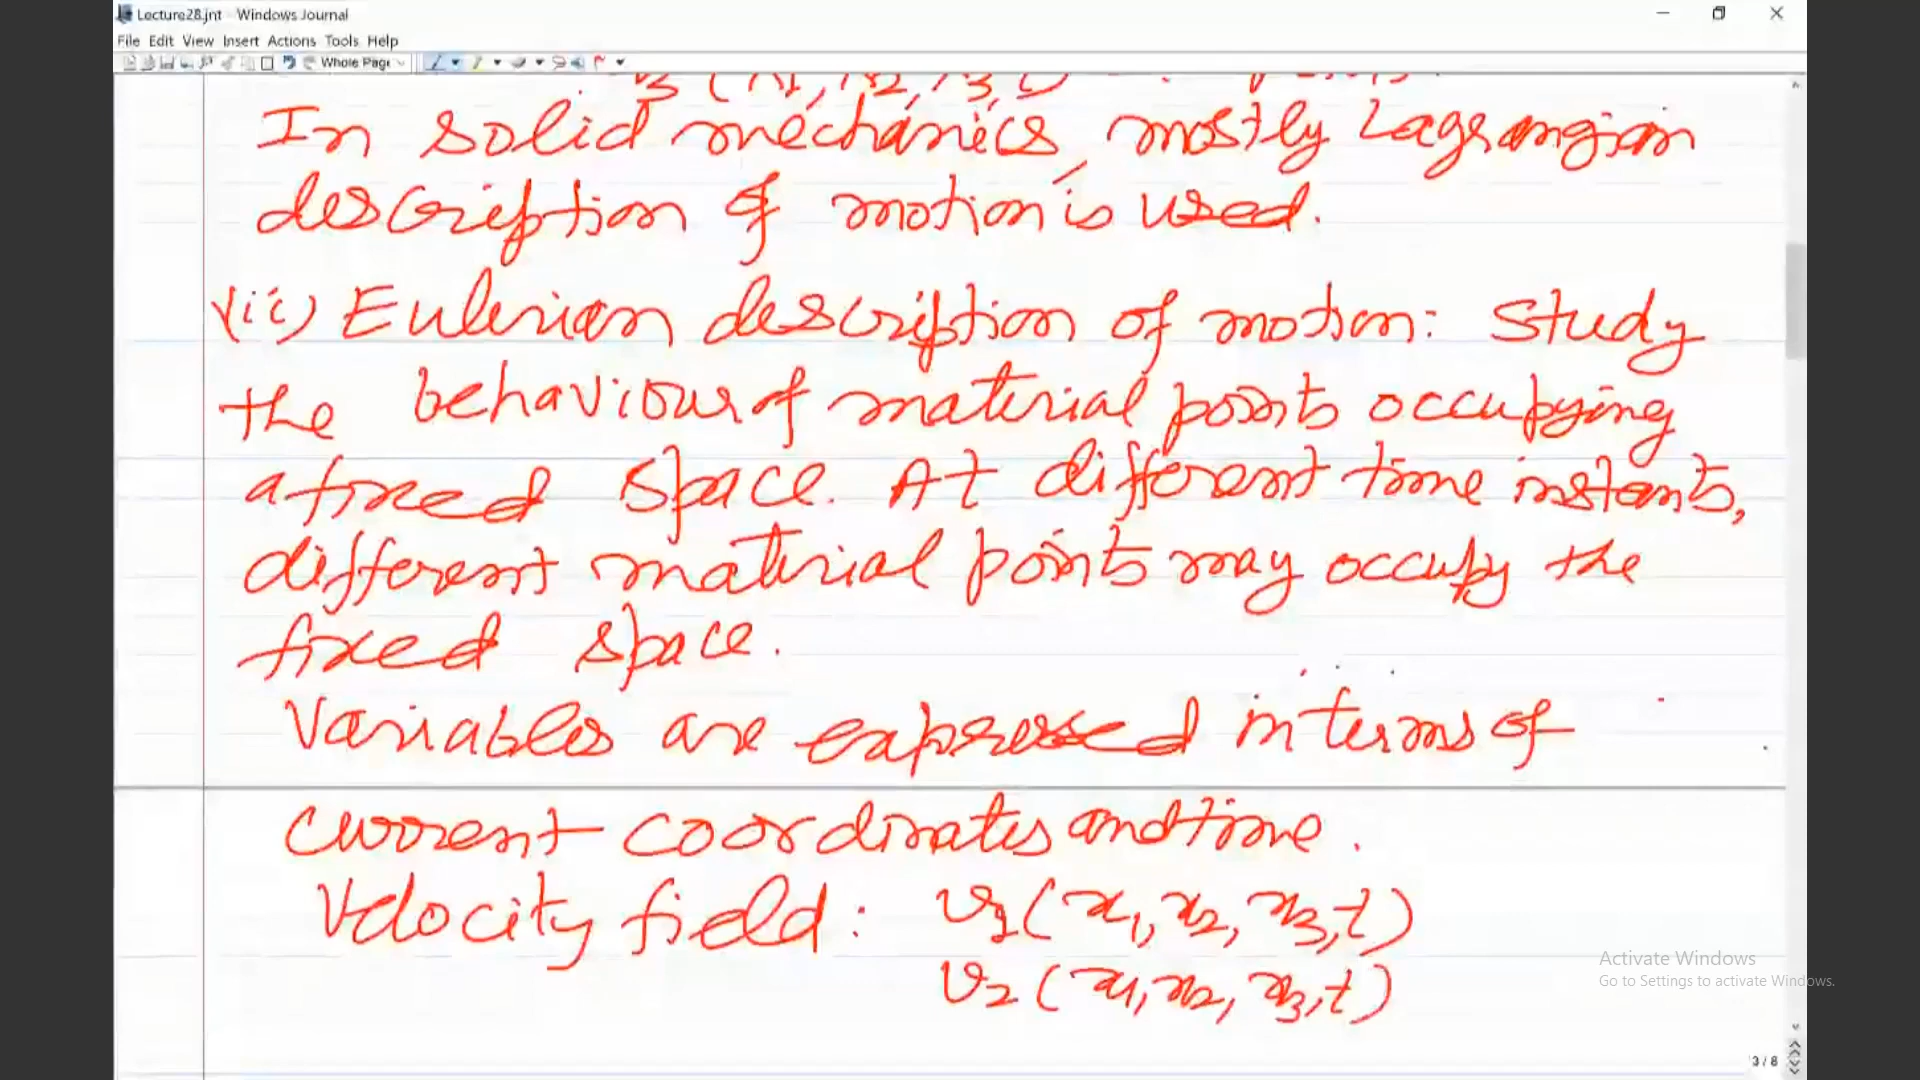 Lecture28.jnt - Windows Journal
File Edit View Insert Actions Tools Help
Whole Page
In solid mechanics, mostly Lagrangian
description of motion is used.
(ii) Eulerian description of motion: Study
the behaviour of material points occupying
a fixed space. At different time instants,
different material points may occupy the
fixed space.
Variables are expressed in terms of
current coordinates and time.
Velocity field: v1(x1, x2, x3, t)
v2(x1, x2, x3, t)
Activate Windows
Go to Settings to activate Windows.
3 / 8